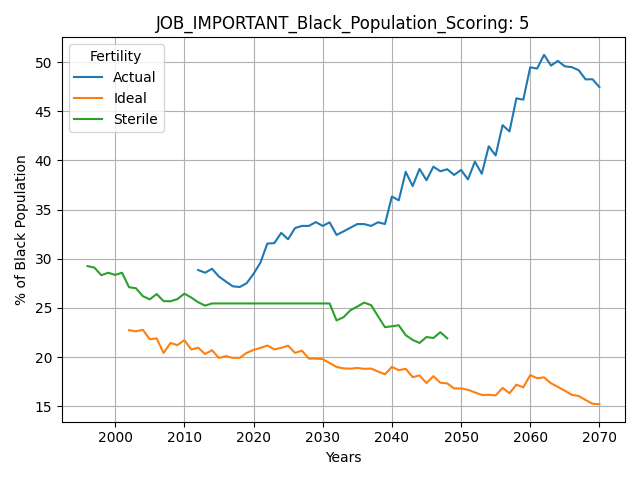 JOB_IMPORTANT_Black_Population_Scoring: 5
Fertility
Actual
Ideal
Sterile
% of Black Population
50
45
40
35
30
25
20
15
2000 2010 2020 2030 2040 2050 2060 2070
Years